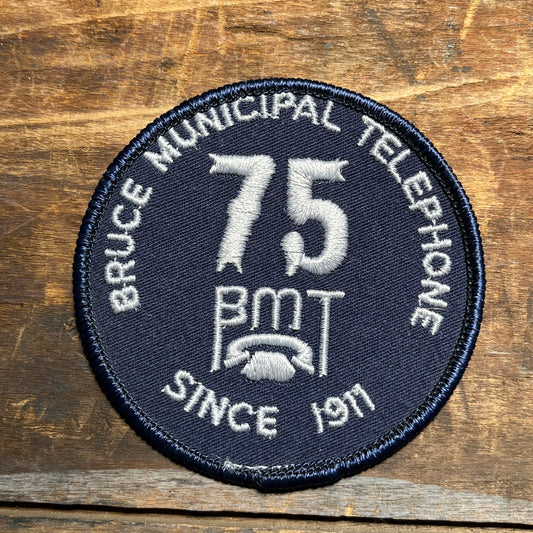 BRUCE MUNICIPAL TELEPHONE
75
BMT
SINCE 1911